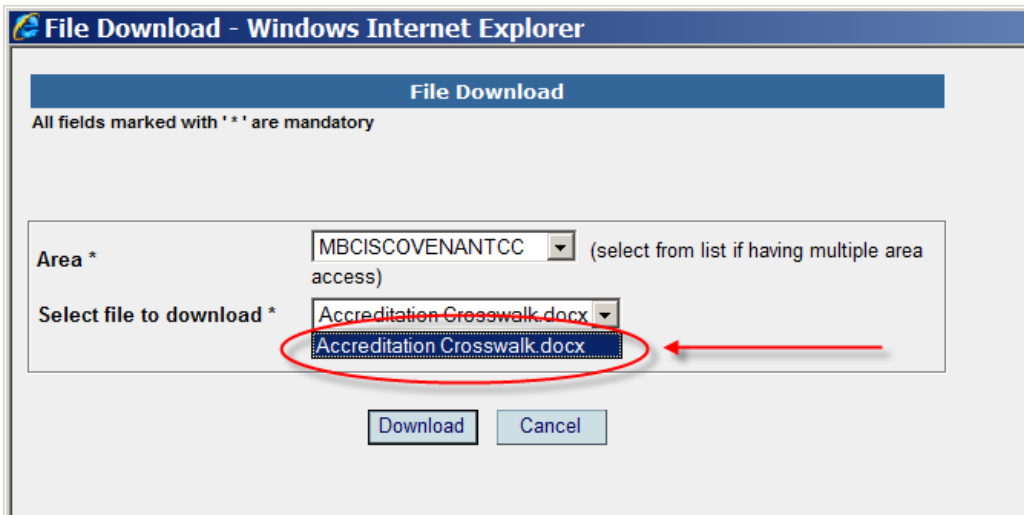 File Download - Windows Internet Explorer
File Download
All fields marked with ' * ' are mandatory
Area *
MBCISCOVENANTCC (select from list if having multiple area
access)
Select file to download *
Accreditation Crosswalk.docx
Accreditation Crosswalk.docx
Download
Cancel